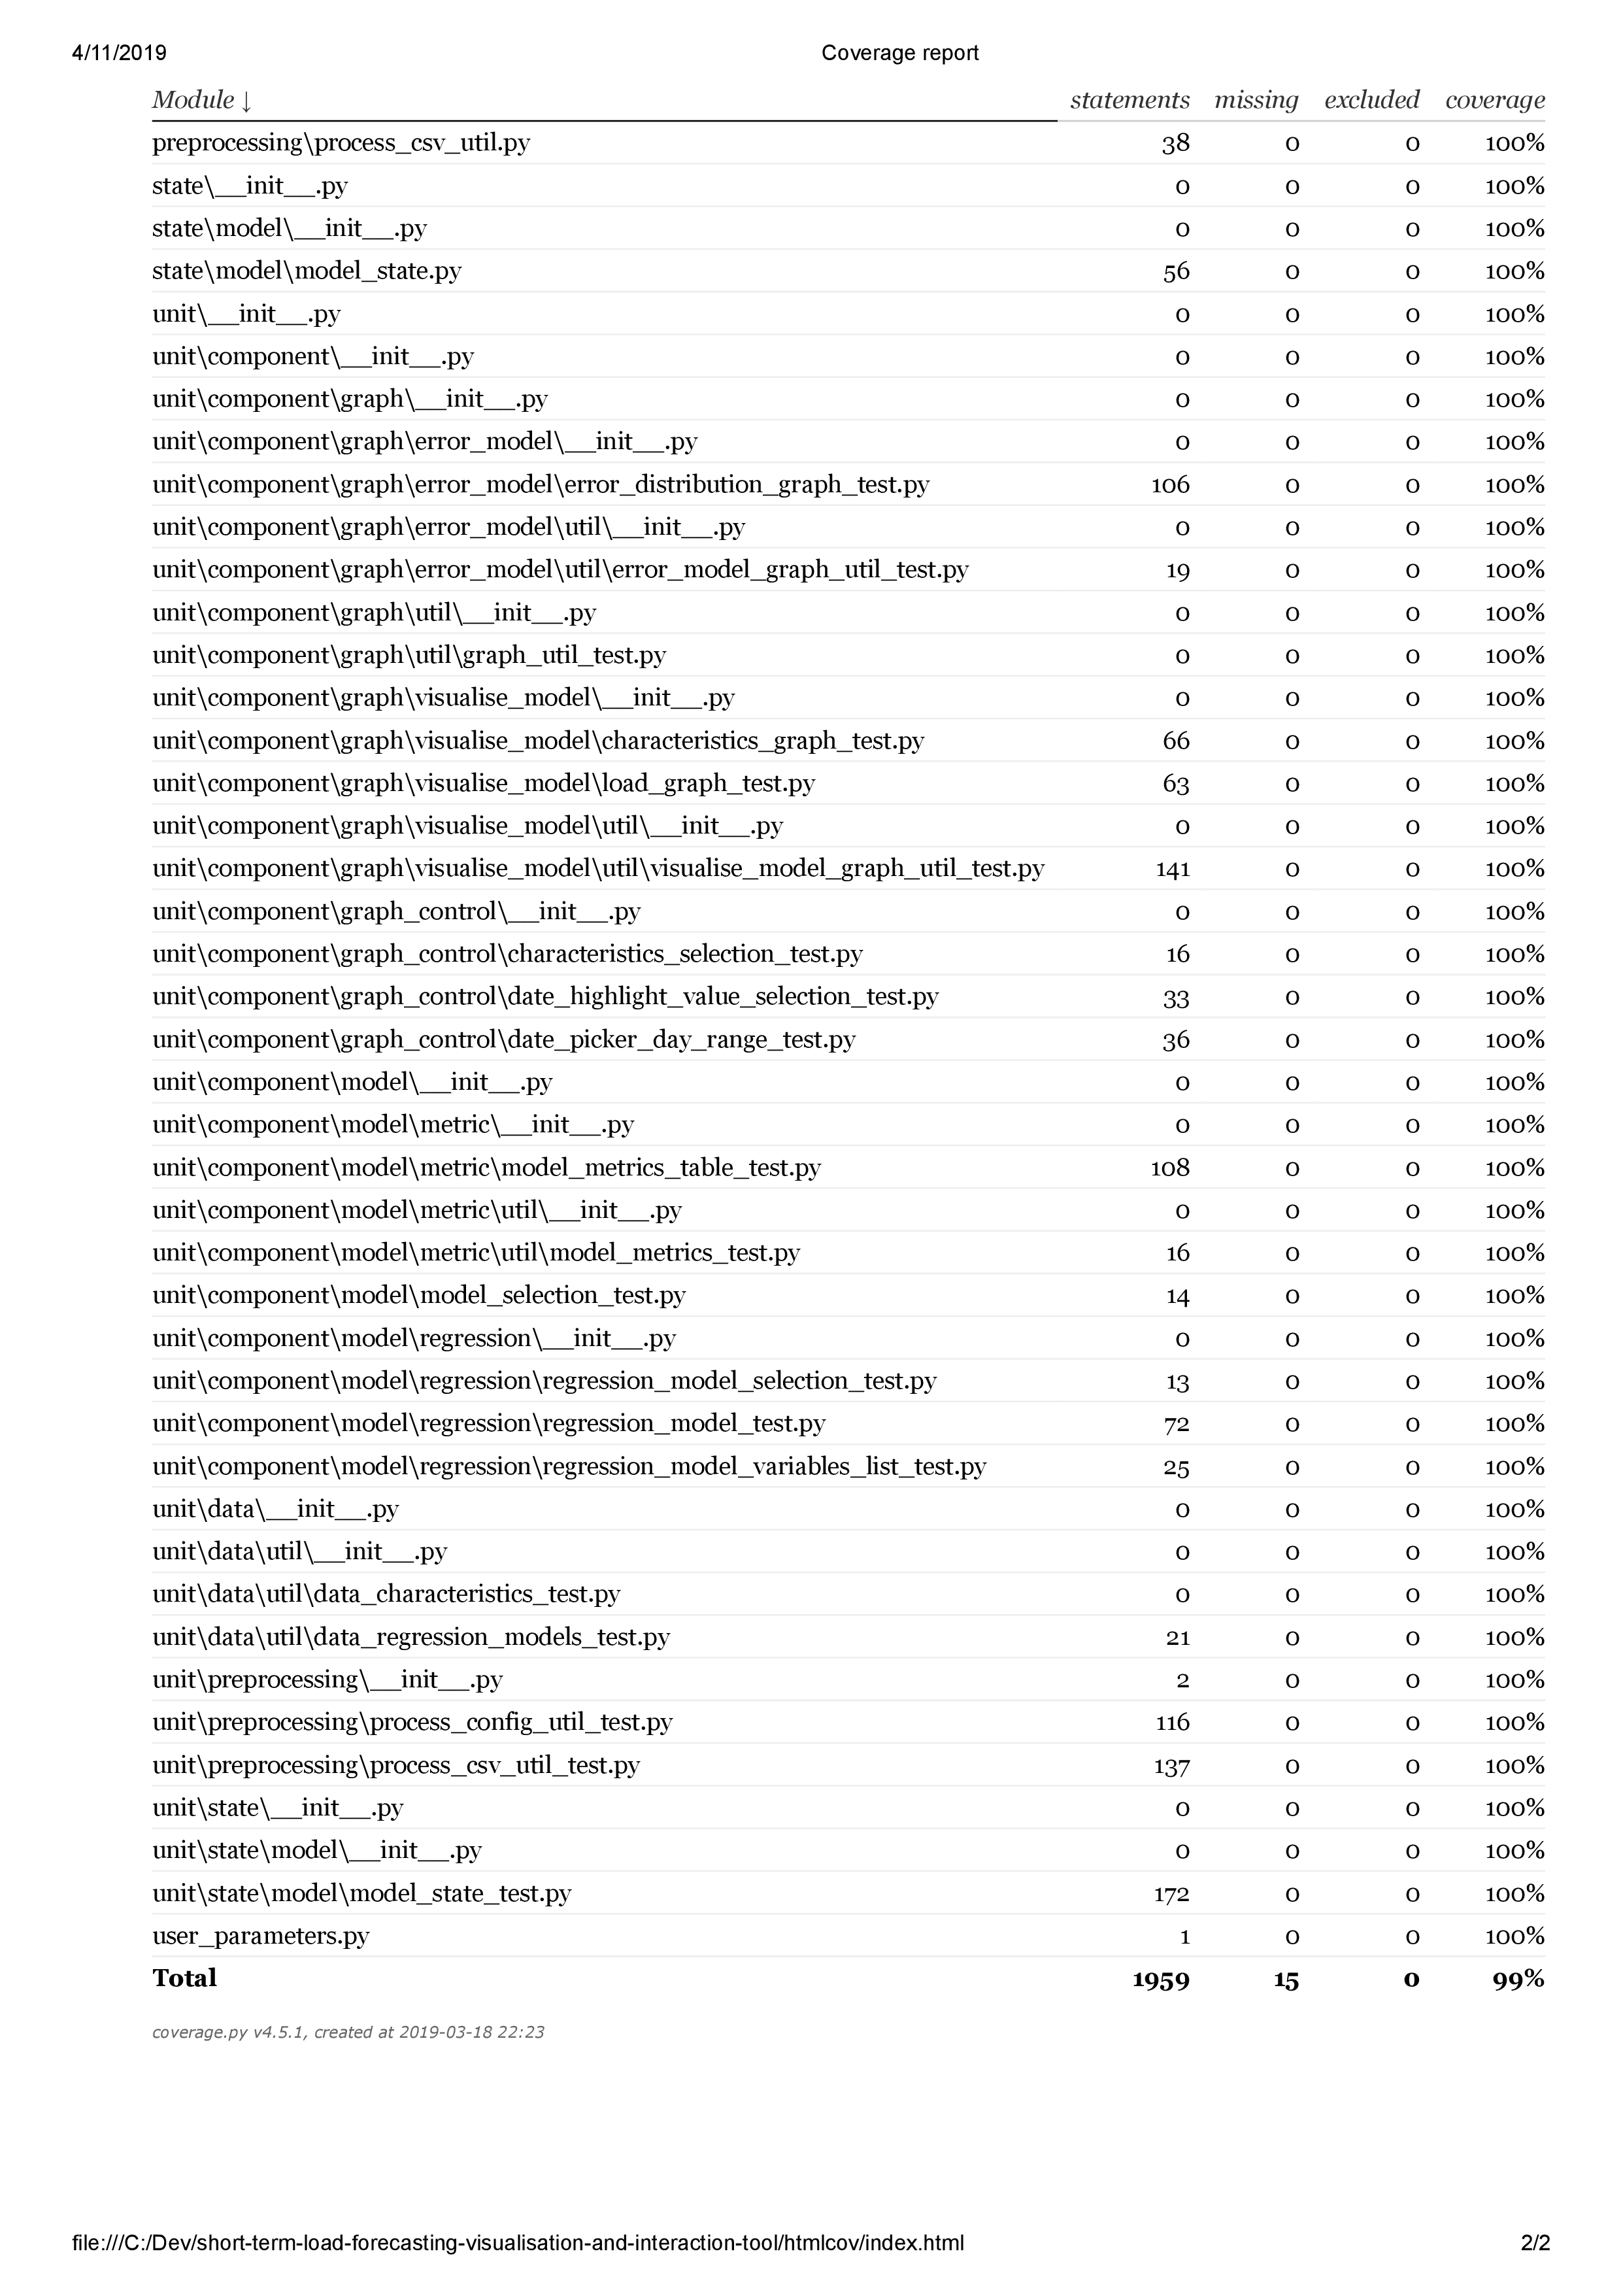 4/11/2019 Coverage report
Module ↓ statements missing excluded coverage
preprocessing\process_csv_util.py 38 0 0 100%
state\__init__.py 0 0 0 100%
state\model\__init__.py 0 0 0 100%
state\model\model_state.py 56 0 0 100%
unit\__init__.py 0 0 0 100%
unit\component\__init__.py 0 0 0 100%
unit\component\graph\__init__.py 0 0 0 100%
unit\component\graph\error_model\__init__.py 0 0 0 100%
unit\component\graph\error_model\error_distribution_graph_test.py 106 0 0 100%
unit\component\graph\error_model\util\__init__.py 0 0 0 100%
unit\component\graph\error_model\util\error_model_graph_util_test.py 19 0 0 100%
unit\component\graph\util\__init__.py 0 0 0 100%
unit\component\graph\util\graph_util_test.py 0 0 0 100%
unit\component\graph\visualise_model\__init__.py 0 0 0 100%
unit\component\graph\visualise_model\characteristics_graph_test.py 66 0 0 100%
unit\component\graph\visualise_model\load_graph_test.py 63 0 0 100%
unit\component\graph\visualise_model\util\__init__.py 0 0 0 100%
unit\component\graph\visualise_model\util\visualise_model_graph_util_test.py 141 0 0 100%
unit\component\graph_control\__init__.py 0 0 0 100%
unit\component\graph_control\characteristics_selection_test.py 16 0 0 100%
unit\component\graph_control\date_highlight_value_selection_test.py 33 0 0 100%
unit\component\graph_control\date_picker_day_range_test.py 36 0 0 100%
unit\component\model\__init__.py 0 0 0 100%
unit\component\model\metric\__init__.py 0 0 0 100%
unit\component\model\metric\model_metrics_table_test.py 108 0 0 100%
unit\component\model\metric\util\__init__.py 0 0 0 100%
unit\component\model\metric\util\model_metrics_test.py 16 0 0 100%
unit\component\model\model_selection_test.py 14 0 0 100%
unit\component\model\regression\__init__.py 0 0 0 100%
unit\component\model\regression\regression_model_selection_test.py 13 0 0 100%
unit\component\model\regression\regression_model_test.py 72 0 0 100%
unit\component\model\regression\regression_model_variables_list_test.py 25 0 0 100%
unit\data\__init__.py 0 0 0 100%
unit\data\util\__init__.py 0 0 0 100%
unit\data\util\data_characteristics_test.py 0 0 0 100%
unit\data\util\data_regression_models_test.py 21 0 0 100%
unit\preprocessing\__init__.py 2 0 0 100%
unit\preprocessing\process_config_util_test.py 116 0 0 100%
unit\preprocessing\process_csv_util_test.py 137 0 0 100%
unit\state\__init__.py 0 0 0 100%
unit\state\model\__init__.py 0 0 0 100%
unit\state\model\model_state_test.py 172 0 0 100%
user_parameters.py 1 0 0 100%
Total 1959 15 0 99%
coverage.py v4.5.1, created at 2019-03-18 22:23
file:///C:/Dev/short-term-load-forecasting-visualisation-and-interaction-tool/htmlcov/index.html 2/2